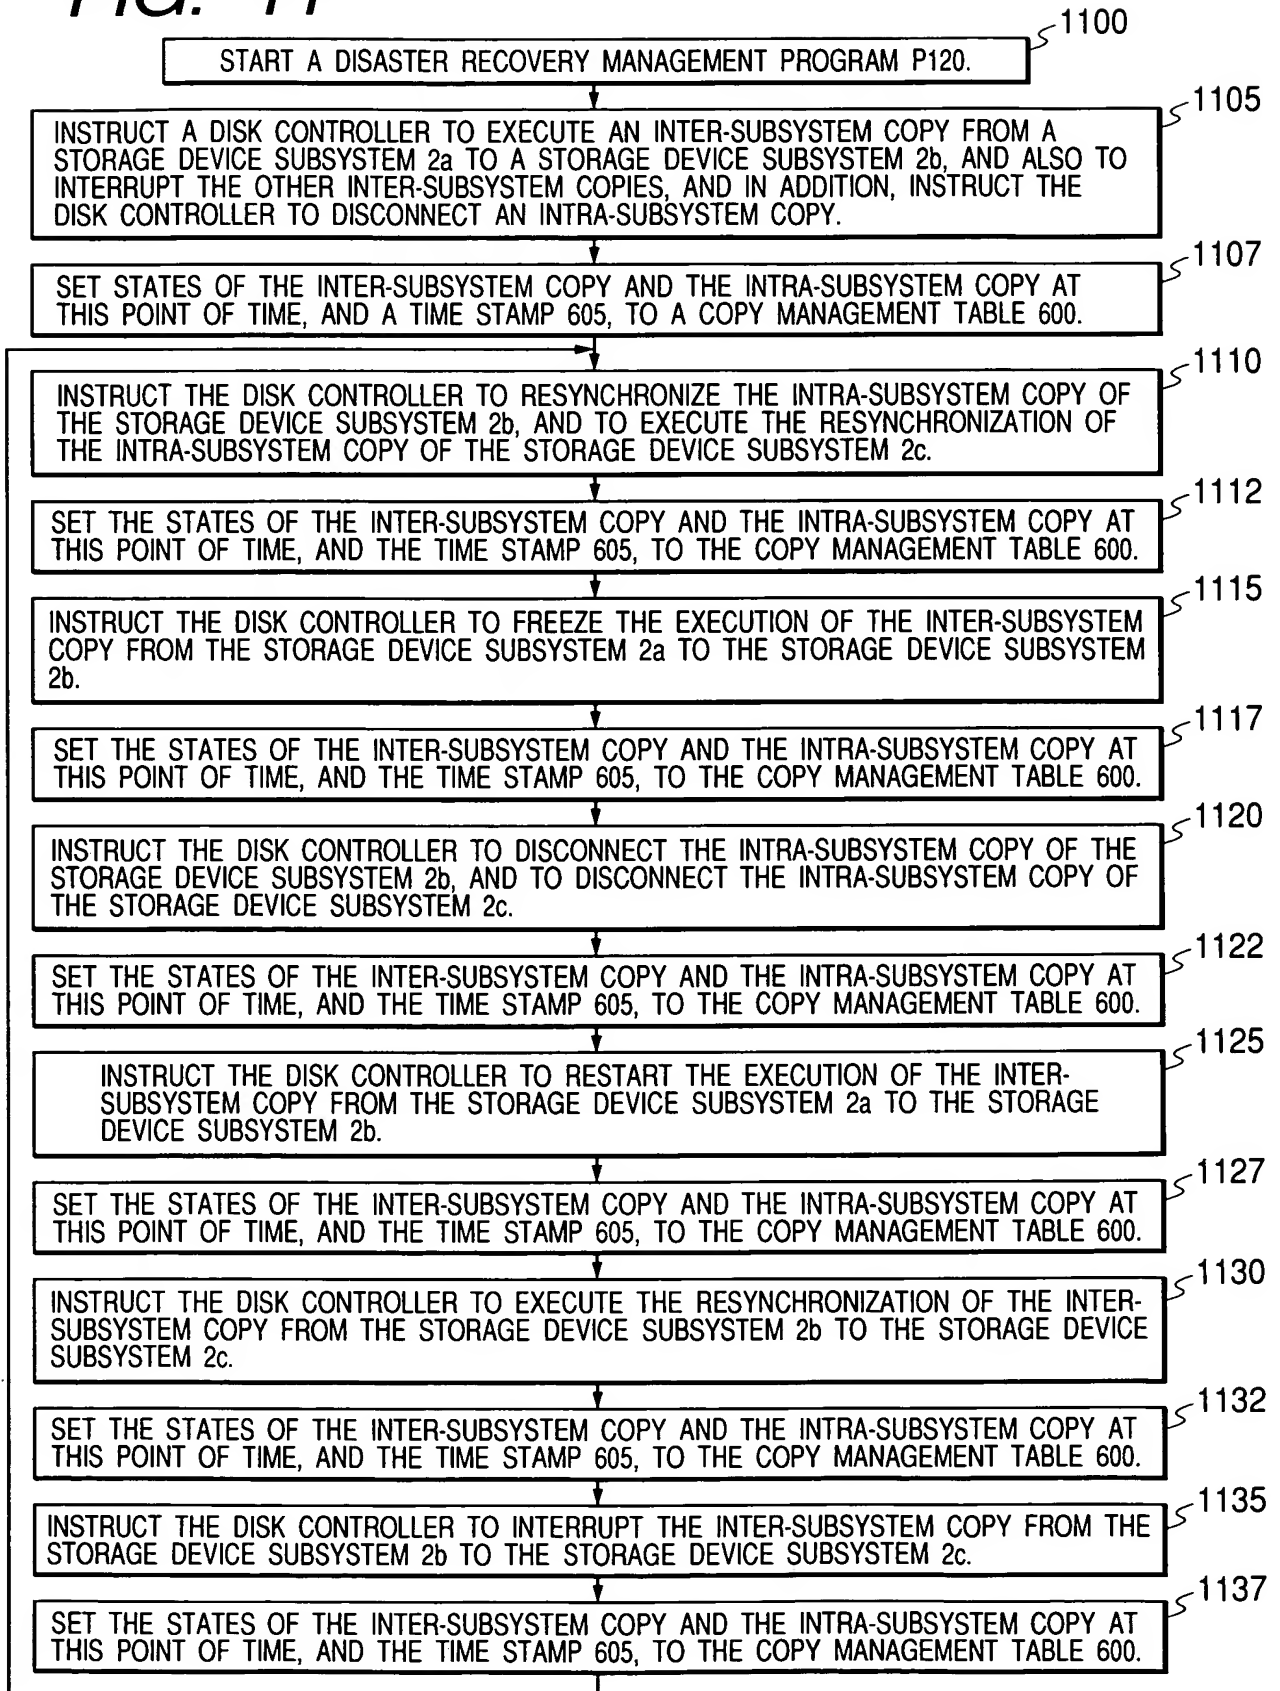 FIG. 11
1100
START A DISASTER RECOVERY MANAGEMENT PROGRAM P120.
1105
INSTRUCT A DISK CONTROLLER TO EXECUTE AN INTER-SUBSYSTEM COPY FROM A
STORAGE DEVICE SUBSYSTEM 2a TO A STORAGE DEVICE SUBSYSTEM 2b, AND ALSO TO
INTERRUPT THE OTHER INTER-SUBSYSTEM COPIES, AND IN ADDITION, INSTRUCT THE
DISK CONTROLLER TO DISCONNECT AN INTRA-SUBSYSTEM COPY.
1107
SET STATES OF THE INTER-SUBSYSTEM COPY AND THE INTRA-SUBSYSTEM COPY AT
THIS POINT OF TIME, AND A TIME STAMP 605, TO A COPY MANAGEMENT TABLE 600.
1110
INSTRUCT THE DISK CONTROLLER TO RESYNCHRONIZE THE INTRA-SUBSYSTEM COPY OF
THE STORAGE DEVICE SUBSYSTEM 2b, AND TO EXECUTE THE RESYNCHRONIZATION OF
THE INTRA-SUBSYSTEM COPY OF THE STORAGE DEVICE SUBSYSTEM 2c.
1112
SET THE STATES OF THE INTER-SUBSYSTEM COPY AND THE INTRA-SUBSYSTEM COPY AT
THIS POINT OF TIME, AND THE TIME STAMP 605, TO THE COPY MANAGEMENT TABLE 600.
1115
INSTRUCT THE DISK CONTROLLER TO FREEZE THE EXECUTION OF THE INTER-SUBSYSTEM
COPY FROM THE STORAGE DEVICE SUBSYSTEM 2a TO THE STORAGE DEVICE SUBSYSTEM
2b.
1117
SET THE STATES OF THE INTER-SUBSYSTEM COPY AND THE INTRA-SUBSYSTEM COPY AT
THIS POINT OF TIME, AND THE TIME STAMP 605, TO THE COPY MANAGEMENT TABLE 600.
1120
INSTRUCT THE DISK CONTROLLER TO DISCONNECT THE INTRA-SUBSYSTEM COPY OF THE
STORAGE DEVICE SUBSYSTEM 2b, AND TO DISCONNECT THE INTRA-SUBSYSTEM COPY OF
THE STORAGE DEVICE SUBSYSTEM 2c.
1122
SET THE STATES OF THE INTER-SUBSYSTEM COPY AND THE INTRA-SUBSYSTEM COPY AT
THIS POINT OF TIME, AND THE TIME STAMP 605, TO THE COPY MANAGEMENT TABLE 600.
1125
INSTRUCT THE DISK CONTROLLER TO RESTART THE EXECUTION OF THE INTER-
SUBSYSTEM COPY FROM THE STORAGE DEVICE SUBSYSTEM 2a TO THE STORAGE
DEVICE SUBSYSTEM 2b.
1127
SET THE STATES OF THE INTER-SUBSYSTEM COPY AND THE INTRA-SUBSYSTEM COPY AT
THIS POINT OF TIME, AND THE TIME STAMP 605, TO THE COPY MANAGEMENT TABLE 600.
1130
INSTRUCT THE DISK CONTROLLER TO EXECUTE THE RESYNCHRONIZATION OF THE INTER-
SUBSYSTEM COPY FROM THE STORAGE DEVICE SUBSYSTEM 2b TO THE STORAGE DEVICE
SUBSYSTEM 2c.
1132
SET THE STATES OF THE INTER-SUBSYSTEM COPY AND THE INTRA-SUBSYSTEM COPY AT
THIS POINT OF TIME, AND THE TIME STAMP 605, TO THE COPY MANAGEMENT TABLE 600.
1135
INSTRUCT THE DISK CONTROLLER TO INTERRUPT THE INTER-SUBSYSTEM COPY FROM THE
STORAGE DEVICE SUBSYSTEM 2b TO THE STORAGE DEVICE SUBSYSTEM 2c.
1137
SET THE STATES OF THE INTER-SUBSYSTEM COPY AND THE INTRA-SUBSYSTEM COPY AT
THIS POINT OF TIME, AND THE TIME STAMP 605, TO THE COPY MANAGEMENT TABLE 600.